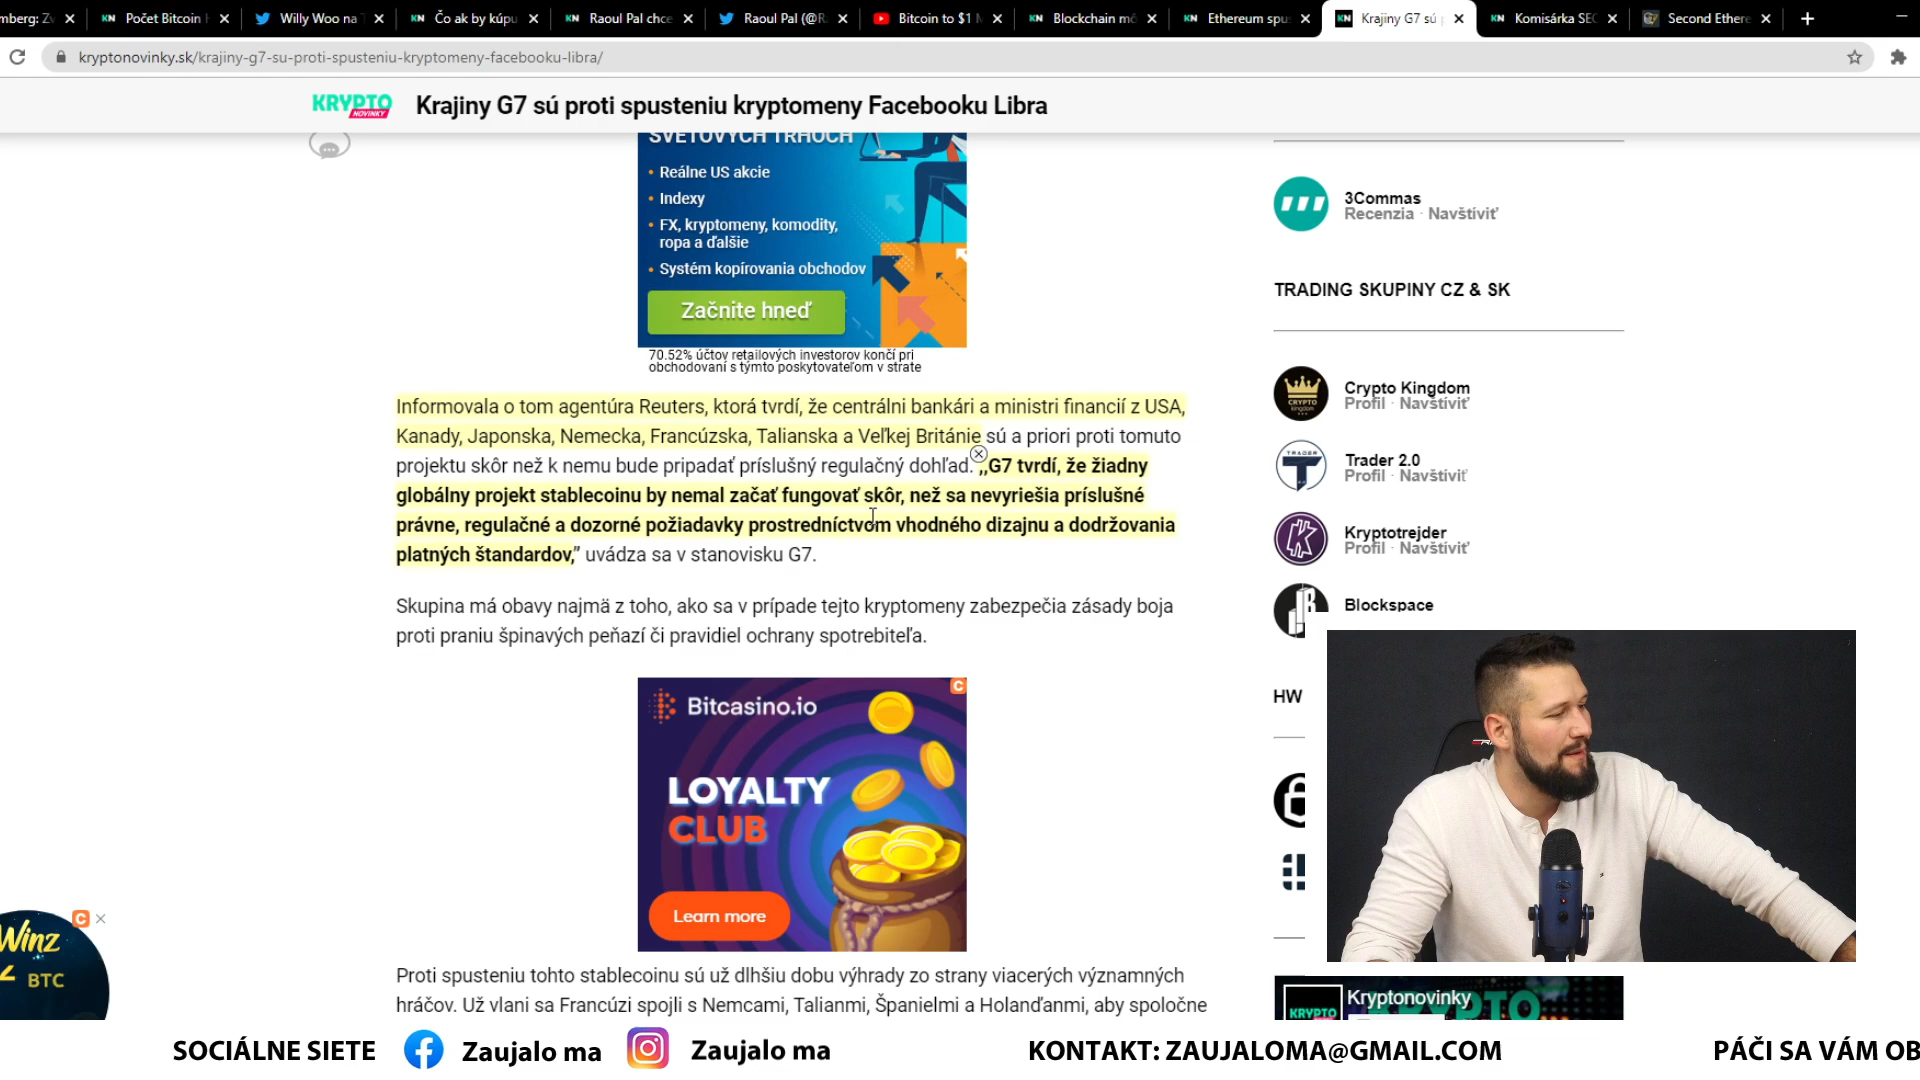 mberg: Zv
Počet Bitcoin
Willy Woo na
Čo ak by kúpu
Raoul Pal chce
Raoul Pal (@R
Bitcoin to $1 M
Blockchain mô
Ethereum spu
Krajiny G7 sú
Komisárka SEC
Second Ethere
kryptonovinky.sk/krajiny-g7-su-proti-spusteniu-kryptomeny-facebooku-libra/
KRYPTO NOVINKY
Krajiny G7 sú proti spusteniu kryptomeny Facebooku Libra
SVETOVÝCH TRHOCH
• Reálne US akcie
• Indexy
• FX, kryptomeny, komodity,
ropa a ďalšie
• Systém kopírovania obchodov
Začnite hneď
70.52% účtov retailových investorov končí pri
obchodovaní s týmto poskytovateľom v strate
Informovala o tom agentúra Reuters, ktorá tvrdí, že centrálni bankári a ministri financií z USA,
Kanady, Japonska, Nemecka, Francúzska, Talianska a Veľkej Británie sú a priori proti tomuto
projektu skôr než k nemu bude pripadať príslušný regulačný dohľad. ,,G7 tvrdí, že žiadny
globálny projekt stablecoinu by nemal začať fungovať skôr, než sa nevyriešia príslušné
právne, regulačné a dozorné požiadavky prostredníctvom vhodného dizajnu a dodržovania
platných štandardov,” uvádza sa v stanovisku G7.
Skupina má obavy najmä z toho, ako sa v prípade tejto kryptomeny zabezpečia zásady boja
proti praniu špinavých peňazí či pravidiel ochrany spotrebiteľa.
Bitcasino.io
LOYALTY
CLUB
Learn more
Proti spusteniu tohto stablecoinu sú už dlhšiu dobu výhrady zo strany viacerých významných
hráčov. Už vlani sa Francúzi spojli s Nemcami, Talianmi, Španielmi a Holanďanmi, aby spoločne
Winz
BTC
3Commas
Recenzia · Navštíviť
TRADING SKUPINY CZ & SK
Crypto Kingdom
Profil · Navštíviť
Trader 2.0
Profil · Navštíviť
Kryptotrejder
Profil · Navštíviť
Blockspace
HW
Kryptonovinky
KRYPTO
SOCIÁLNE SIETE
Zaujalo ma
Zaujalo ma
KONTAKT: ZAUJALOMA@GMAIL.COM
PÁČI SA VÁM OB